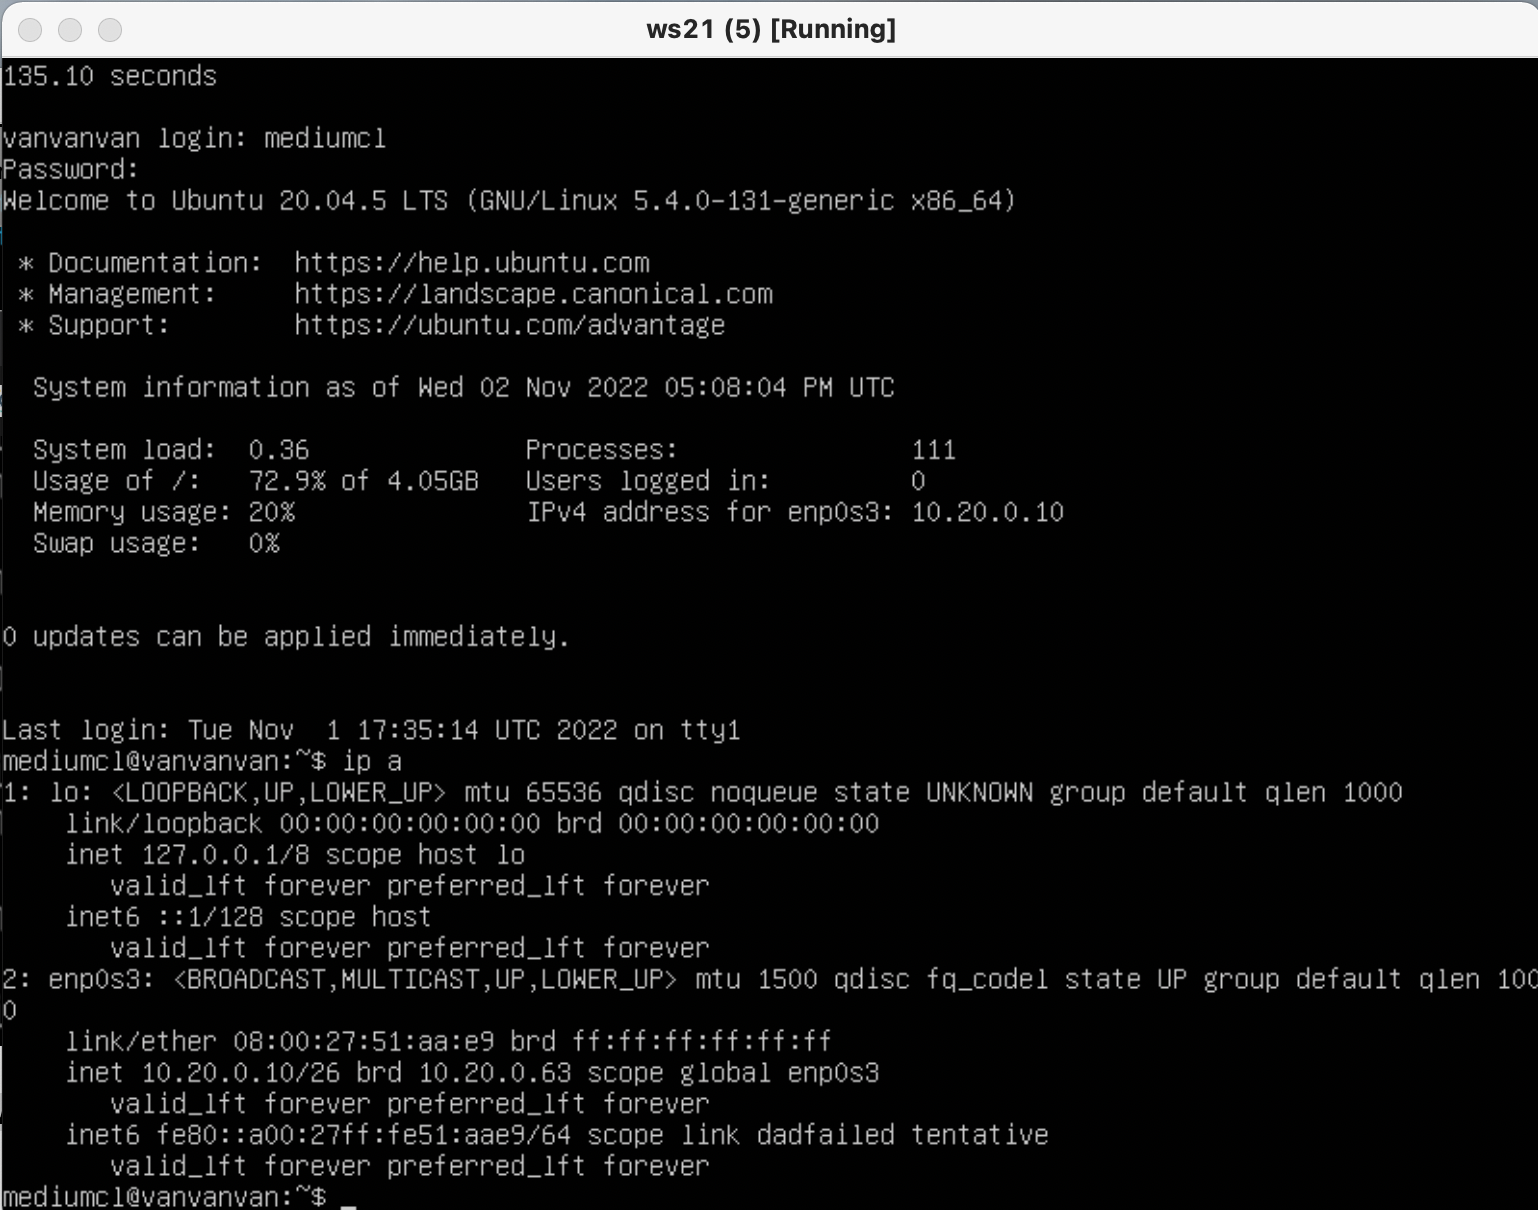 ws21 (5) [Running]
135.10 seconds
vanvanvan login: mediumcl
Password:
Welcome to Ubuntu 20.04.5 LTS (GNU/Linux 5.4.0-131-generic x86_64)
* Documentation:  https://help.ubuntu.com
* Management:     https://landscape.canonical.com
* Support:        https://ubuntu.com/advantage
System information as of Wed 02 Nov 2022 05:08:04 PM UTC
System load:  0.36              Processes:               111
Usage of /:   72.9% of 4.05GB   Users logged in:         0
Memory usage: 20%               IPv4 address for enp0s3: 10.20.0.10
Swap usage:   0%
0 updates can be applied immediately.
Last login: Tue Nov  1 17:35:14 UTC 2022 on tty1
mediumcl@vanvanvan:~$ ip a
1: lo: <LOOPBACK,UP,LOWER_UP> mtu 65536 qdisc noqueue state UNKNOWN group default qlen 1000
link/loopback 00:00:00:00:00:00 brd 00:00:00:00:00:00
inet 127.0.0.1/8 scope host lo
valid_lft forever preferred_lft forever
inet6 ::1/128 scope host
valid_lft forever preferred_lft forever
2: enp0s3: <BROADCAST,MULTICAST,UP,LOWER_UP> mtu 1500 qdisc fq_codel state UP group default qlen 100
0
link/ether 08:00:27:51:aa:e9 brd ff:ff:ff:ff:ff:ff
inet 10.20.0.10/26 brd 10.20.0.63 scope global enp0s3
valid_lft forever preferred_lft forever
inet6 fe80::a00:27ff:fe51:aae9/64 scope link dadfailed tentative
valid_lft forever preferred_lft forever
mediumcl@vanvanvan:~$ _